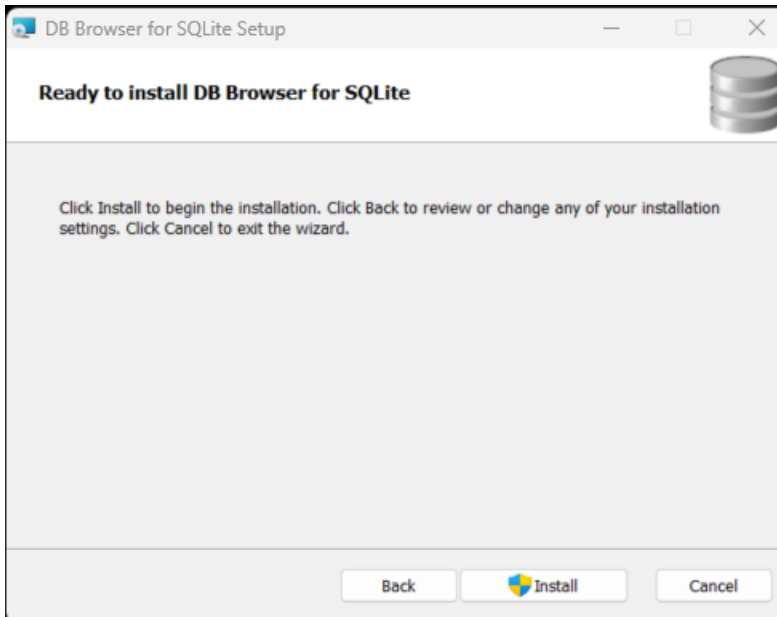 DB Browser for SQLite Setup
Ready to install DB Browser for SQLite
Click Install to begin the installation. Click Back to review or change any of your installation
settings. Click Cancel to exit the wizard.
Back Install Cancel